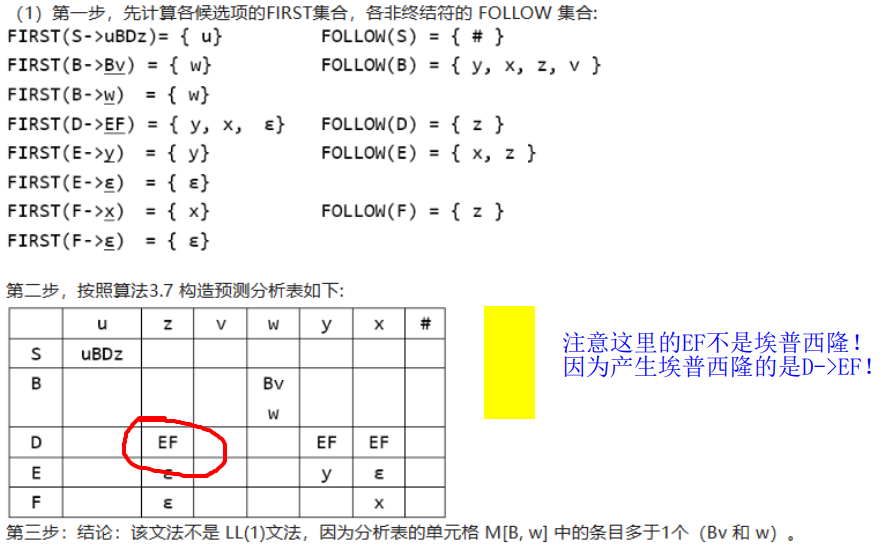 （1）第一步，先计算各候选项的FIRST集合，各非终结符的 FOLLOW 集合:
FIRST(S->uBDz)= { u} FOLLOW(S) = { # }
FIRST(B->Bv) = { w} FOLLOW(B) = { y, x, z, v }
FIRST(B->w) = { w}
FIRST(D->EF) = { y, x, ε} FOLLOW(D) = { z }
FIRST(E->y) = { y} FOLLOW(E) = { x, z }
FIRST(E->ε) = { ε}
FIRST(F->x) = { x} FOLLOW(F) = { z }
FIRST(F->ε) = { ε}
第二步，按照算法3.7 构造预测分析表如下:
u z v w y x #
S uBDz
B Bv
w
D EF EF EF
E ε y ε
F ε x
注意这里的EF不是埃普西隆！
因为产生埃普西隆的是D->EF！
第三步：结论：该文法不是 LL(1)文法，因为分析表的单元格 M[B, w] 中的条目多于1个（Bv 和 w）。